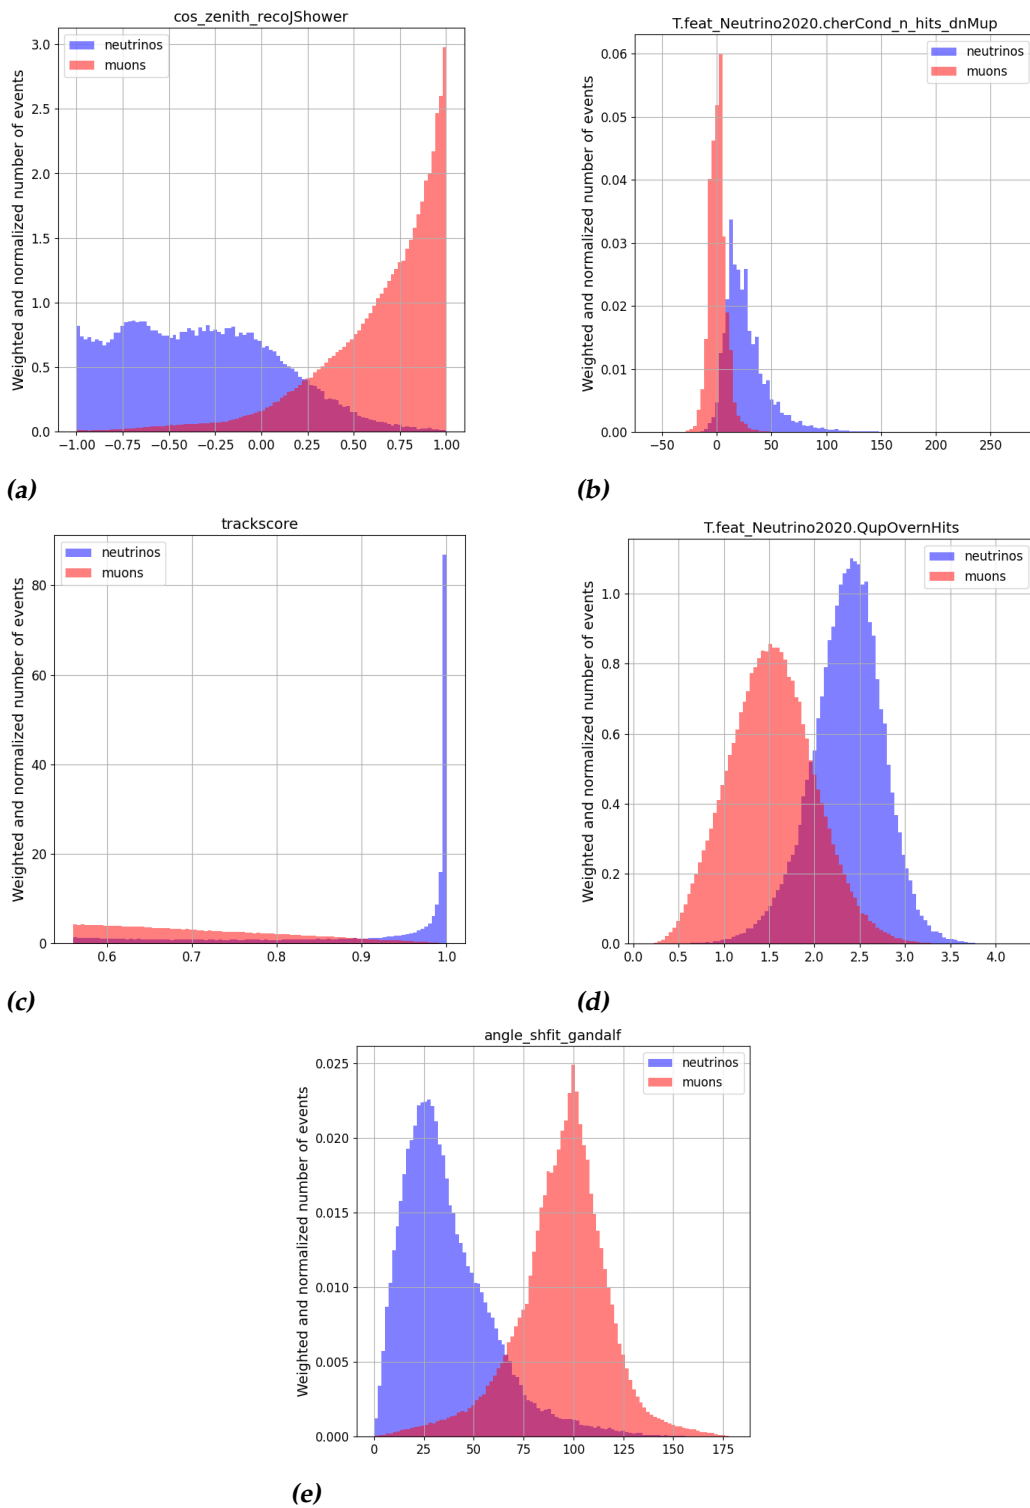 cos_zenith_recoJShower
Weighted and normalized number of events
neutrinos
muons
3.0
2.5
2.0
1.5
1.0
0.5
0.0
−1.00 −0.75 −0.50 −0.25 0.00 0.25 0.50 0.75 1.00
(a)
T.feat_Neutrino2020.cherCond_n_hits_dnMup
Weighted and normalized number of events
neutrinos
muons
0.06
0.05
0.04
0.03
0.02
0.01
0.00
−50 0 50 100 150 200 250
(b)
trackscore
Weighted and normalized number of events
neutrinos
muons
80
60
40
20
0
0.6 0.7 0.8 0.9 1.0
(c)
T.feat_Neutrino2020.QupOvernHits
Weighted and normalized number of events
neutrinos
muons
1.0
0.8
0.6
0.4
0.2
0.0
0.0 0.5 1.0 1.5 2.0 2.5 3.0 3.5 4.0
(d)
angle_shfit_gandalf
Weighted and normalized number of events
neutrinos
muons
0.025
0.020
0.015
0.010
0.005
0.000
0 25 50 75 100 125 150 175
(e)